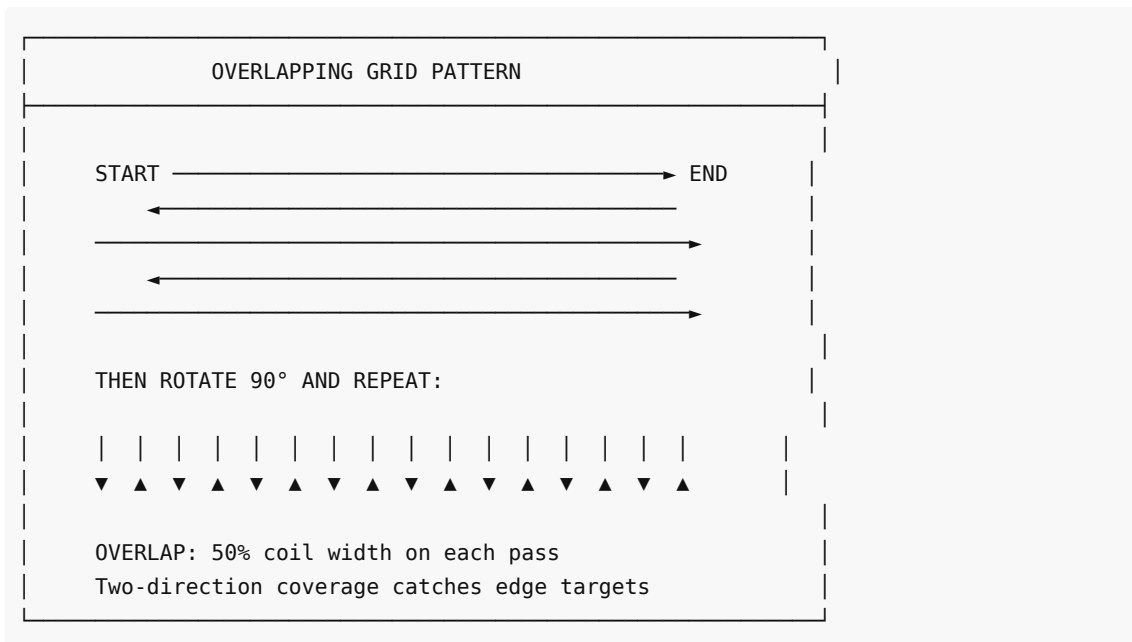 OVERLAPPING GRID PATTERN
START END
THEN ROTATE 90° AND REPEAT:
OVERLAP: 50% coil width on each pass
Two-direction coverage catches edge targets